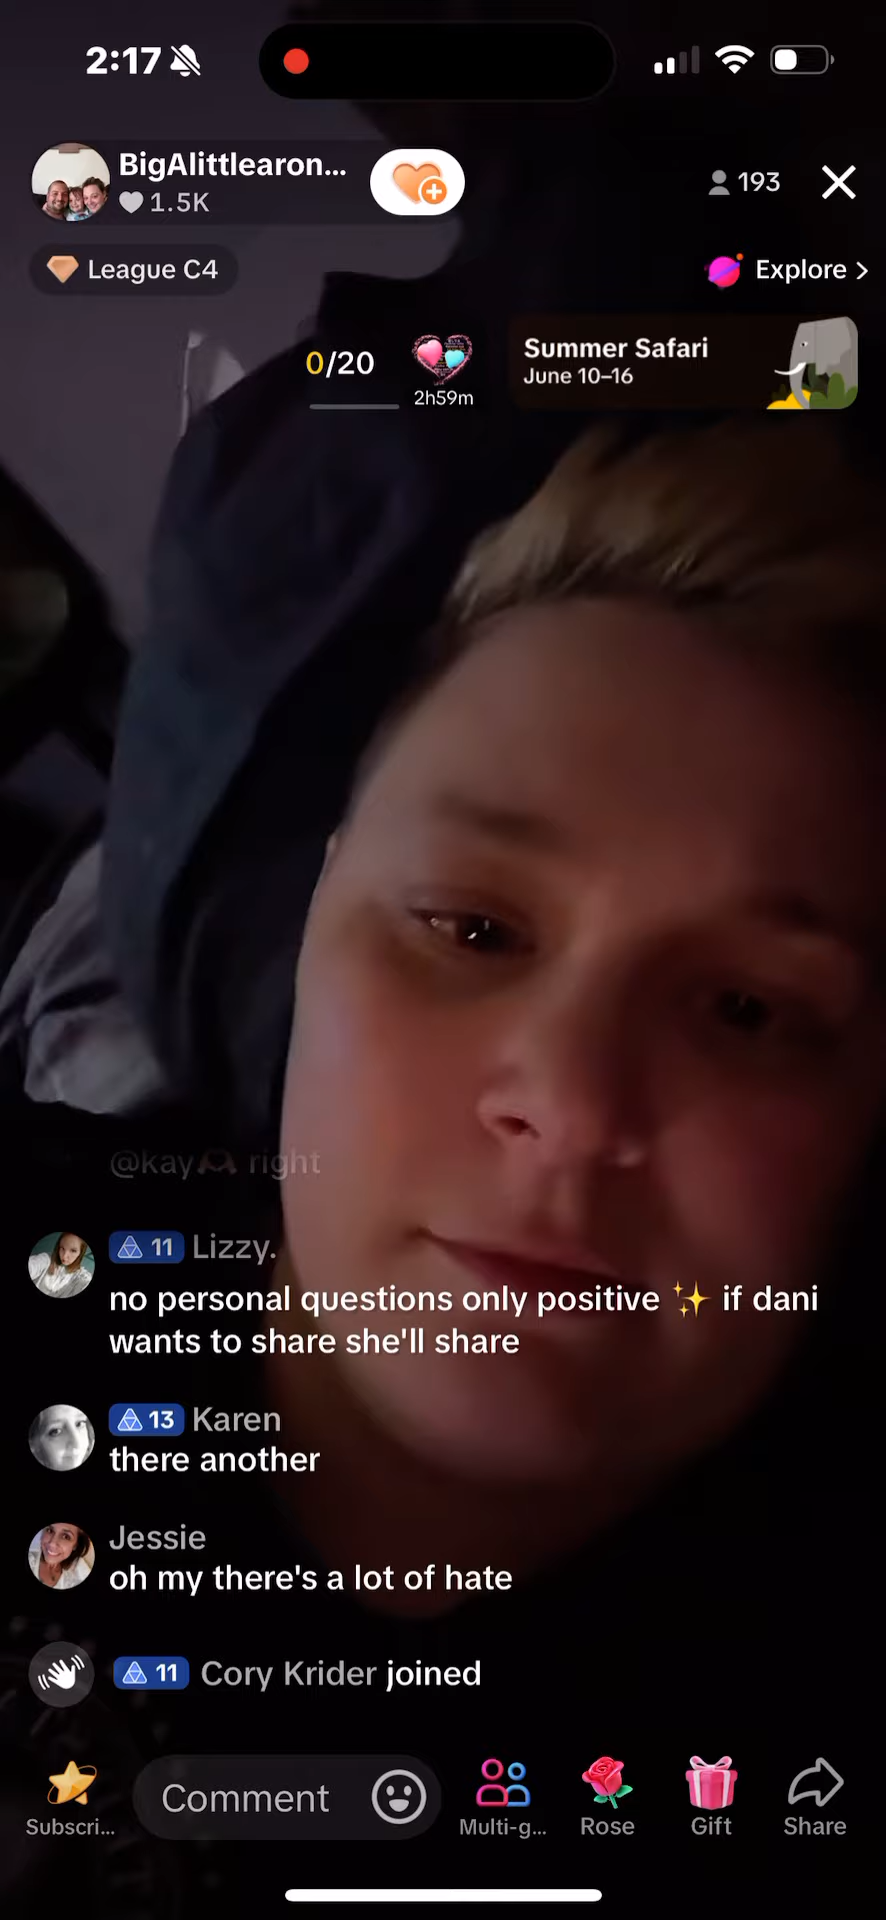 2:17
BigAlittlearon...
1.5K
193
League C4
Explore >
0/20
2h59m
Summer Safari
June 10–16
@kay🫶🏿 right
11 Lizzy.
no personal questions only positive ✨ if dani
wants to share she'll share
13 Karen
there another
Jessie
oh my there's a lot of hate
11 Cory Krider joined
Comment
Subscri...
Multi-g...
Rose
Gift
Share